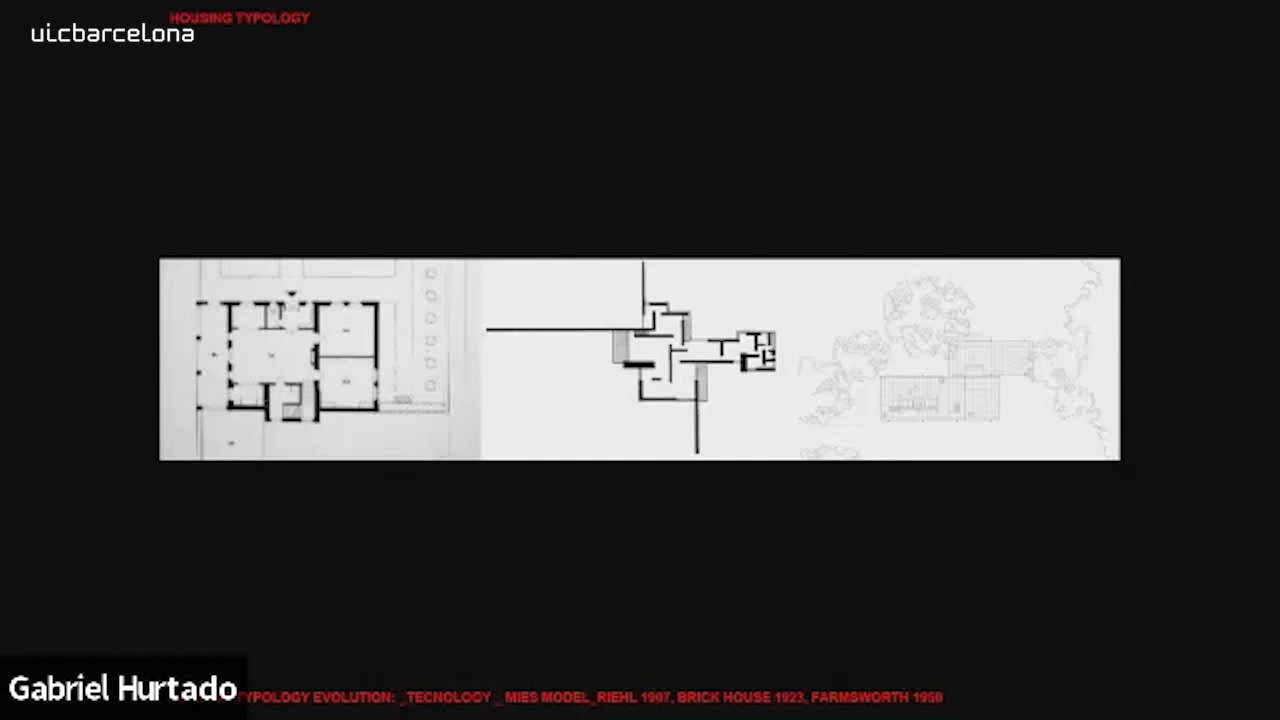 HOUSING TYPOLOGY
uicbarcelona
Gabriel Hurtado
TYPOLOGY EVOLUTION: _TECNOLOGY _ MIES MODEL_RIEHL 1907, BRICK HOUSE 1923, FARMSWORTH 1950